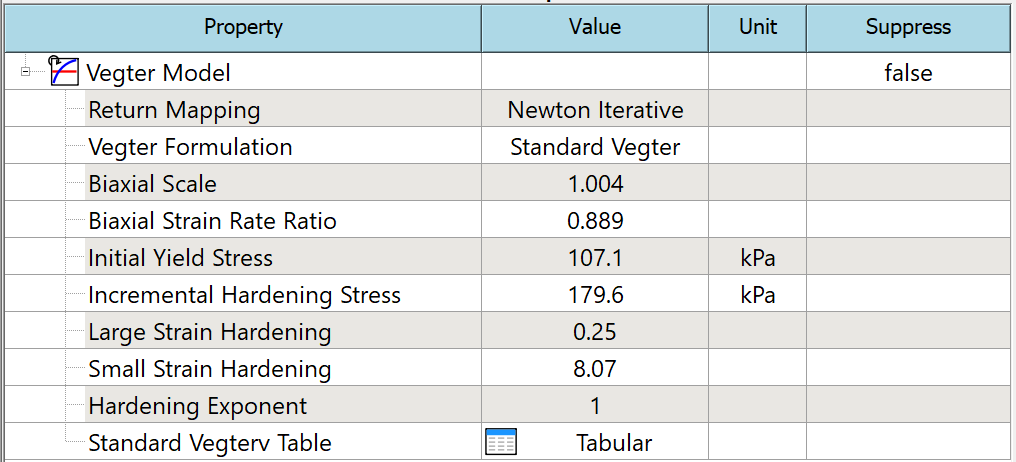 Property Value Unit Suppress
Vegter Model false
Return Mapping Newton Iterative
Vegter Formulation Standard Vegter
Biaxial Scale 1.004
Biaxial Strain Rate Ratio 0.889
Initial Yield Stress 107.1 kPa
Incremental Hardening Stress 179.6 kPa
Large Strain Hardening 0.25
Small Strain Hardening 8.07
Hardening Exponent 1
Standard Vegterv Table Tabular